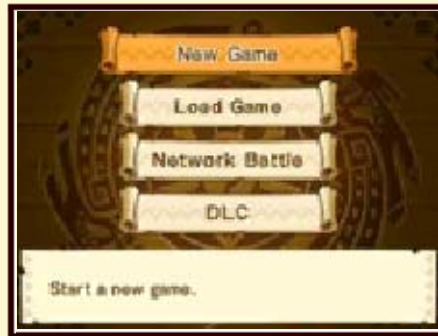 New Game
Load Game
Network Battle
DLC
Start a new game.